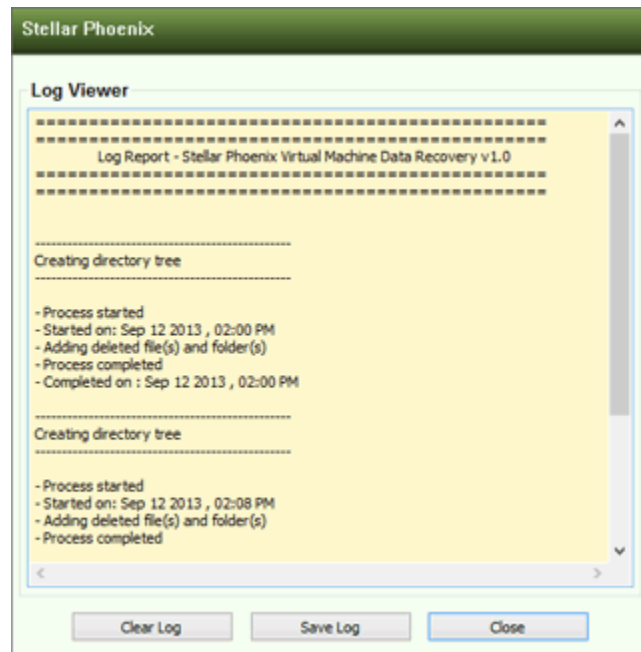 Stellar Phoenix
Log Viewer
================================================
================================================
Log Report - Stellar Phoenix Virtual Machine Data Recovery v1.0
================================================
================================================
--------------------------------------------------
Creating directory tree
--------------------------------------------------
- Process started
- Started on: Sep 12 2013 , 02:00 PM
- Adding deleted file(s) and folder(s)
- Process completed
- Completed on : Sep 12 2013 , 02:00 PM
--------------------------------------------------
Creating directory tree
--------------------------------------------------
- Process started
- Started on: Sep 12 2013 , 02:08 PM
- Adding deleted file(s) and folder(s)
- Process completed
Clear Log Save Log Close